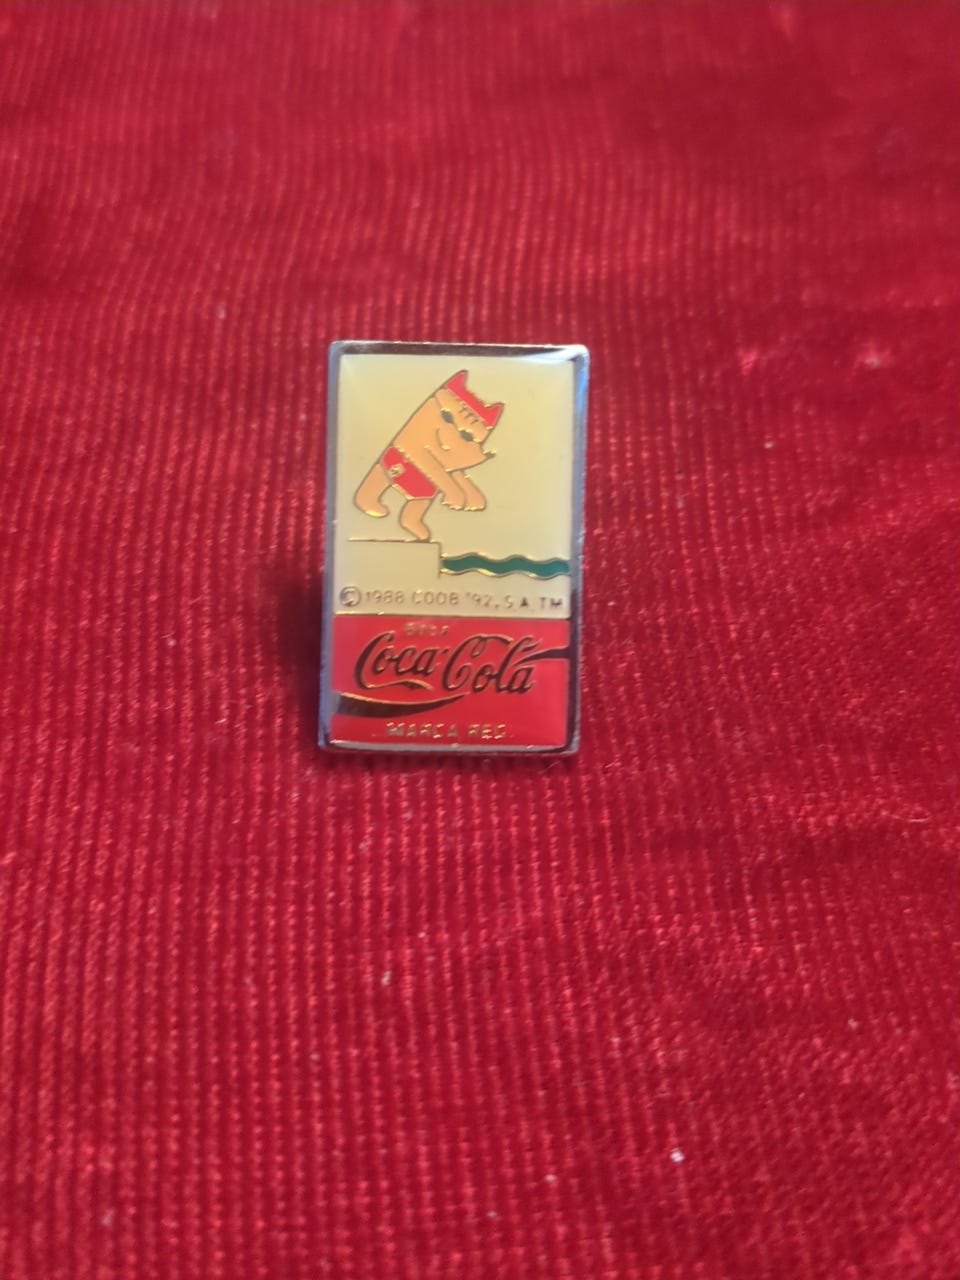 © 1988 COOB '92, S.A. TM
Coca-Cola
MARCA REG.